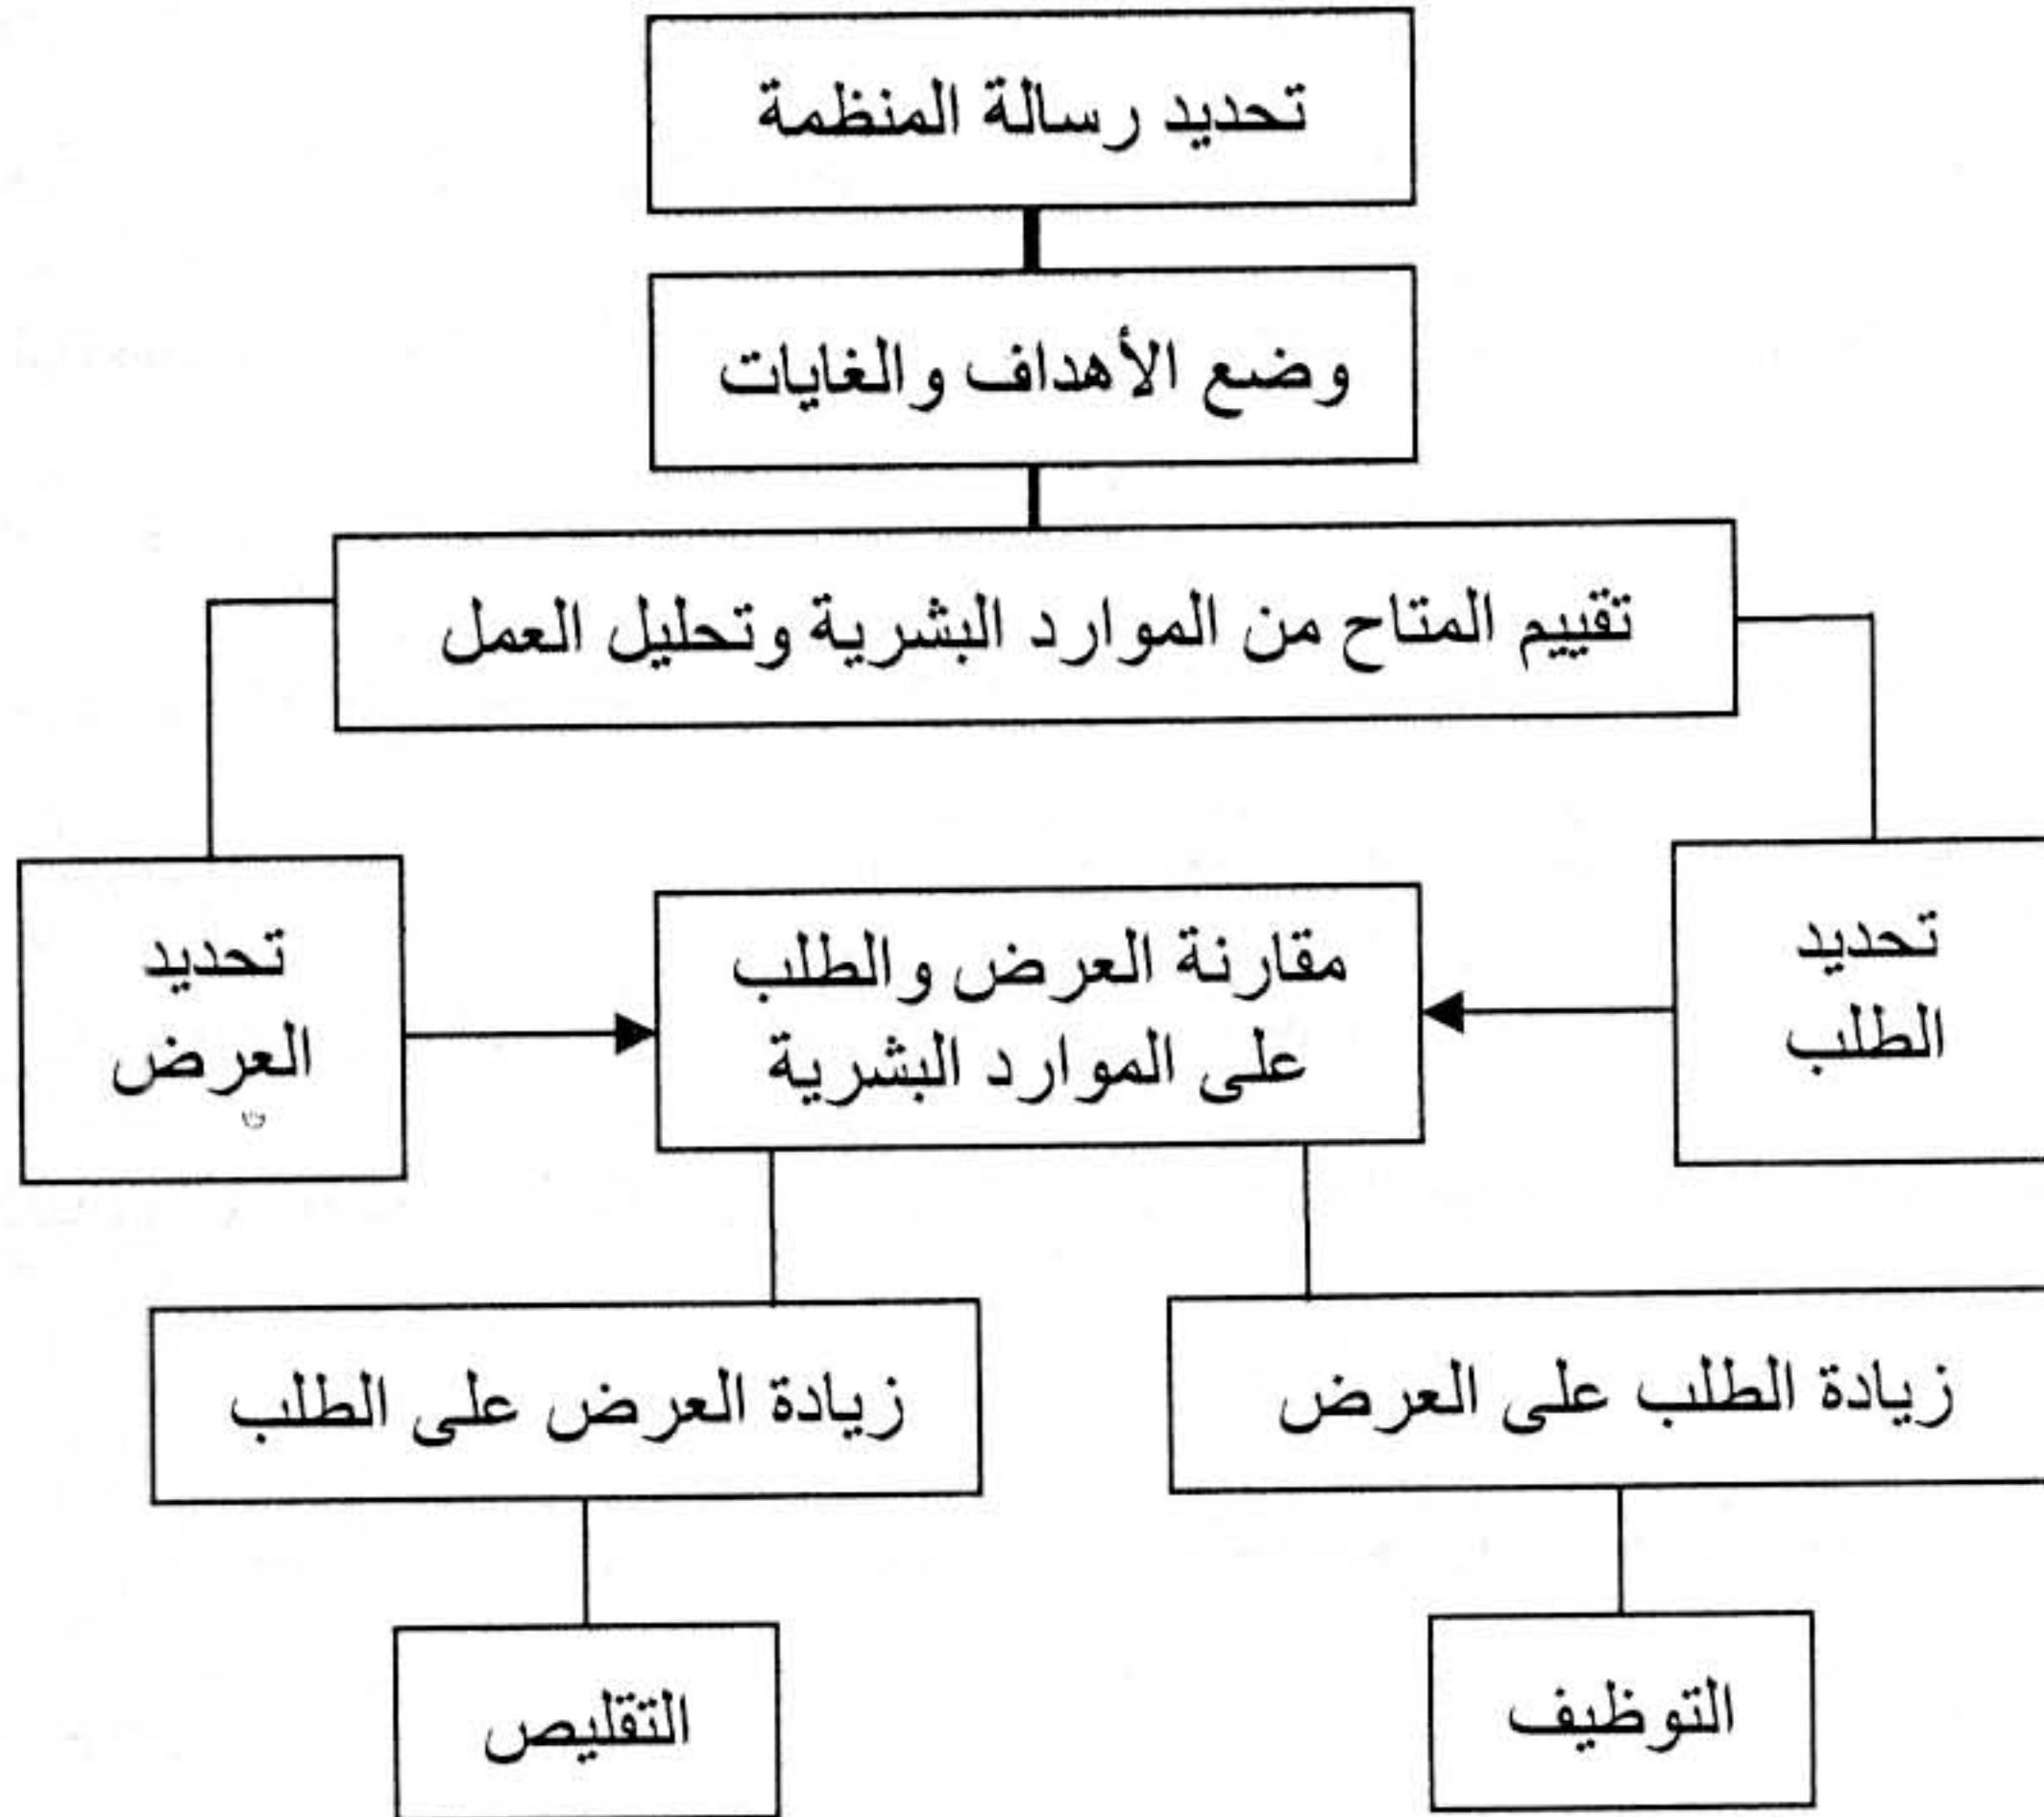 تحديد رسالة المنظمة
وضع الأهداف والغايات
تقييم المتاح من الموارد البشرية وتحليل العمل
تحديد
الطلب
مقارنة العرض والطلب
على الموارد البشرية
تحديد
العرض
زيادة الطلب على العرض
زيادة العرض على الطلب
التوظيف
التقليص